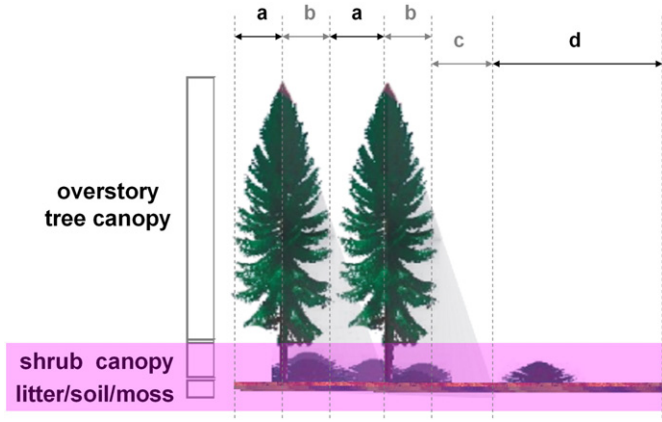 a b a b
c d
overstory
tree canopy
shrub canopy
litter/soil/moss